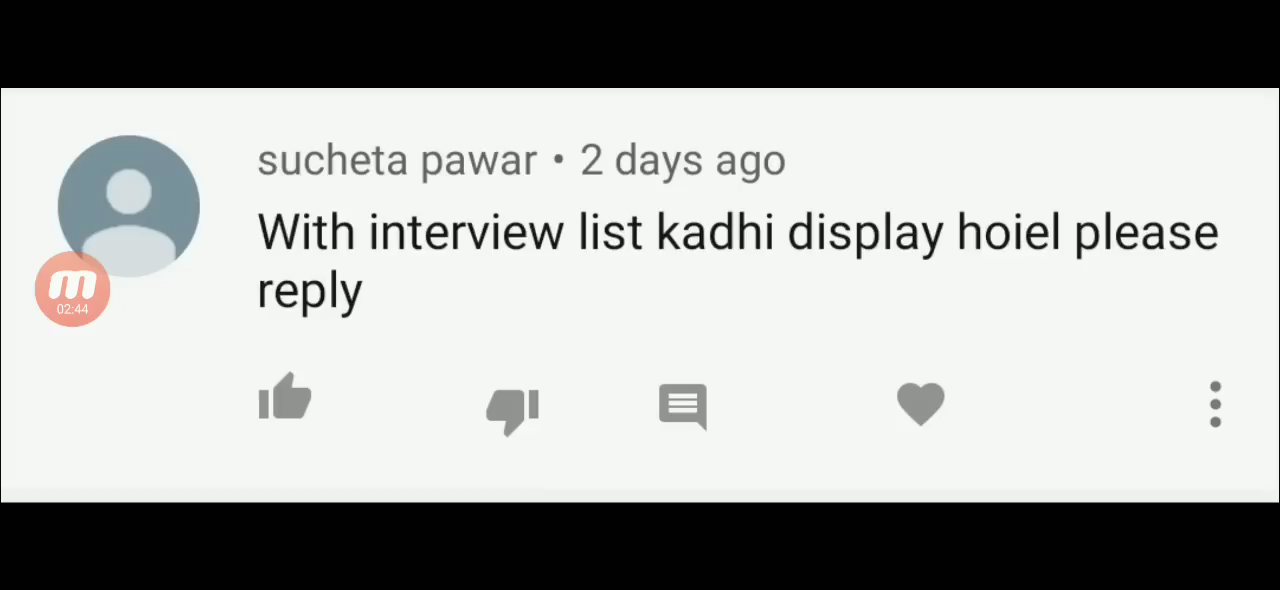 sucheta pawar • 2 days ago
With interview list kadhi display hoiel please
reply
m
02:44